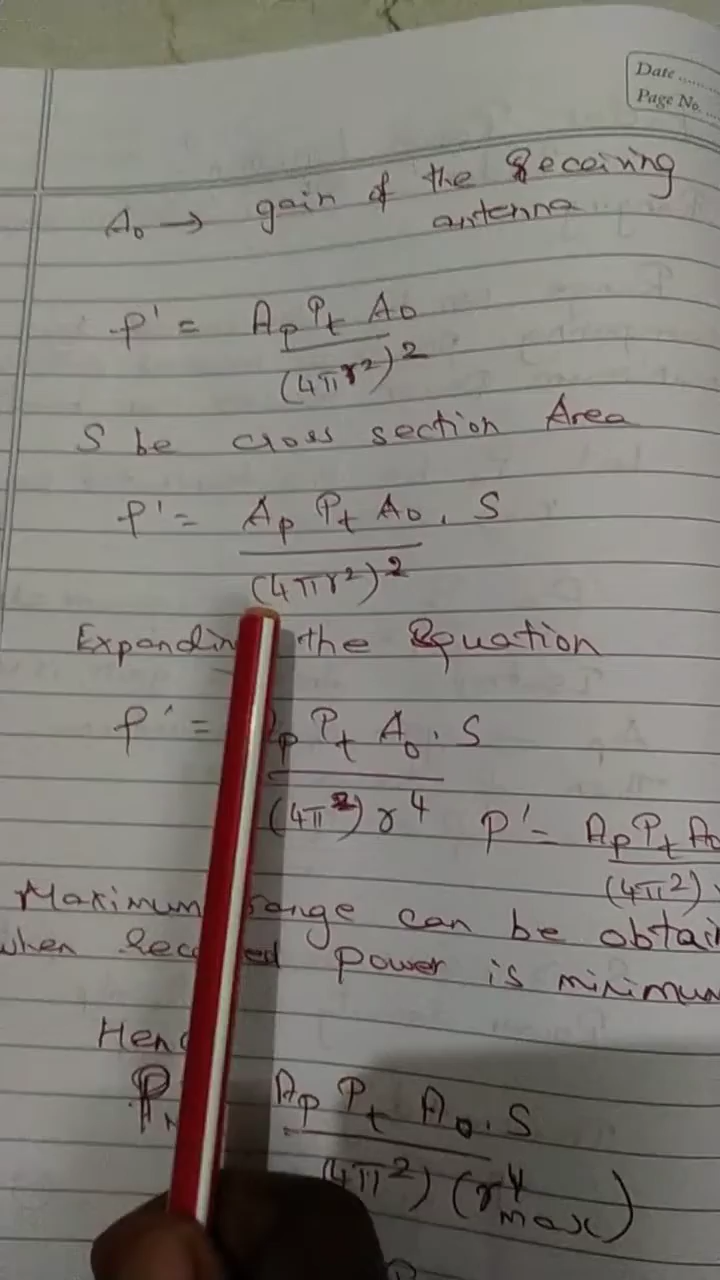 Date ........
Page No. ....
A₀ → gain of the Receiving
antenna
P' = Ap Pt A₀ / (4πr²)²
S be cross section Area
P' = Ap Pt A₀ . S / (4πr²)²
Expandin the Equation
P' = p Pt A₀ . S / (4π²) r⁴ P' = Ap Pt A₀ / (4π²)
Maximum range can be obtai
when power is minimum
Hen
P Ap Pt A₀ . S / (4π²) (r⁴max)